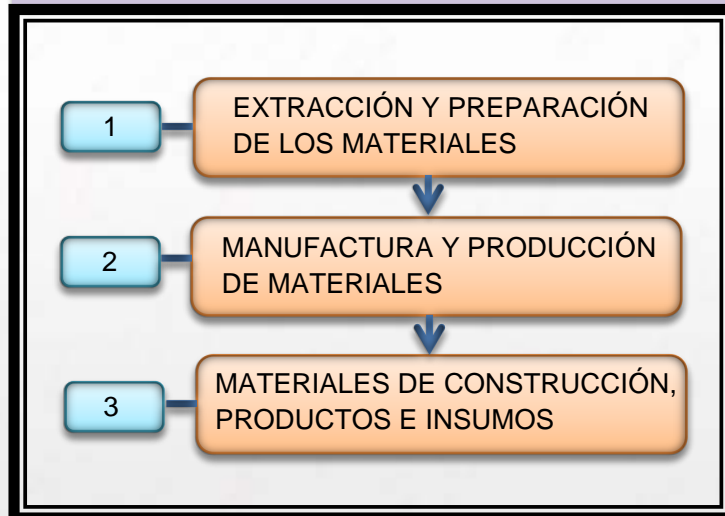 1
EXTRACCIÓN Y PREPARACIÓN
DE LOS MATERIALES
2
MANUFACTURA Y PRODUCCIÓN
DE MATERIALES
3
MATERIALES DE CONSTRUCCIÓN,
PRODUCTOS E INSUMOS